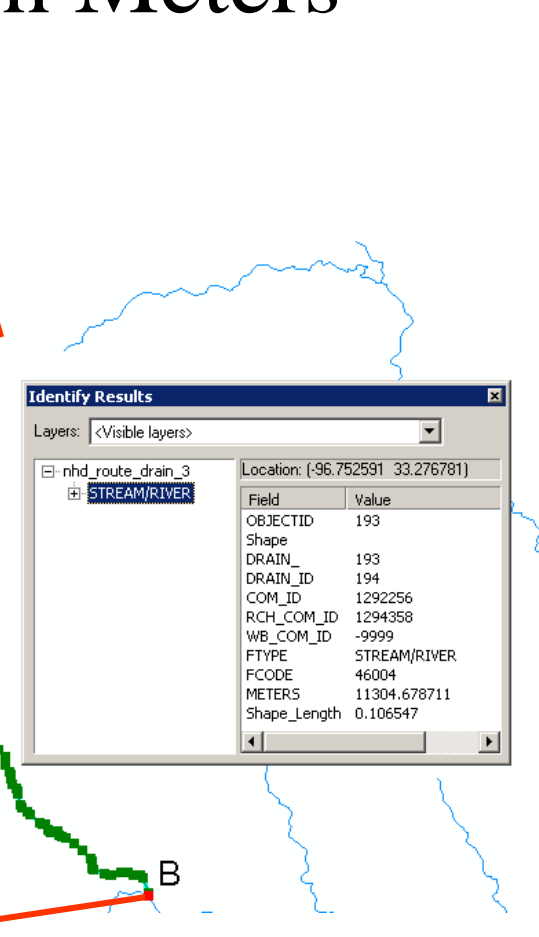 Meters
Identify Results
Layers: <Visible layers>
nhd_route_drain_3
STREAM/RIVER
Location: (-96.752591 33.276781)
Field Value
OBJECTID 193
Shape
DRAIN_ 193
DRAIN_ID 194
COM_ID 1292256
RCH_COM_ID 1294358
WB_COM_ID -9999
FTYPE STREAM/RIVER
FCODE 46004
METERS 11304.678711
Shape_Length 0.106547
B